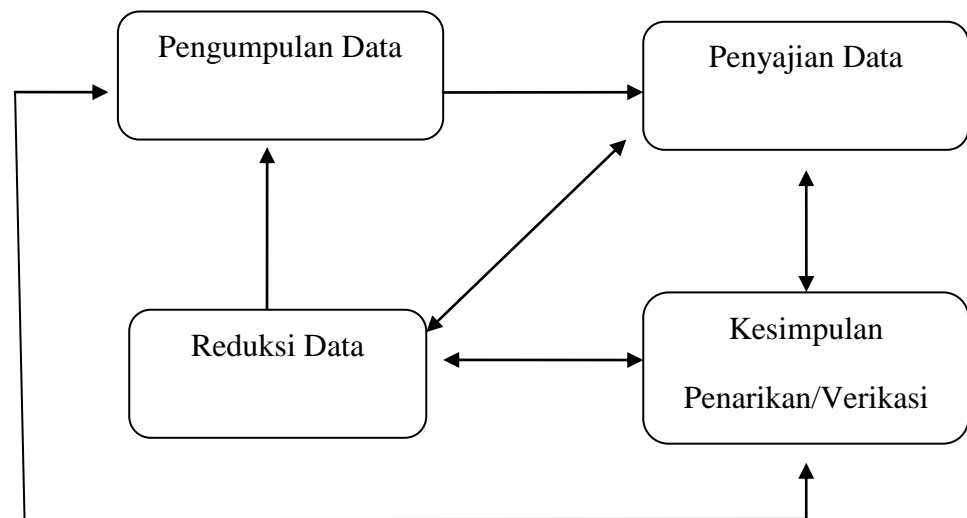 Pengumpulan Data
Penyajian Data
Reduksi Data
Kesimpulan
Penarikan/Verikasi